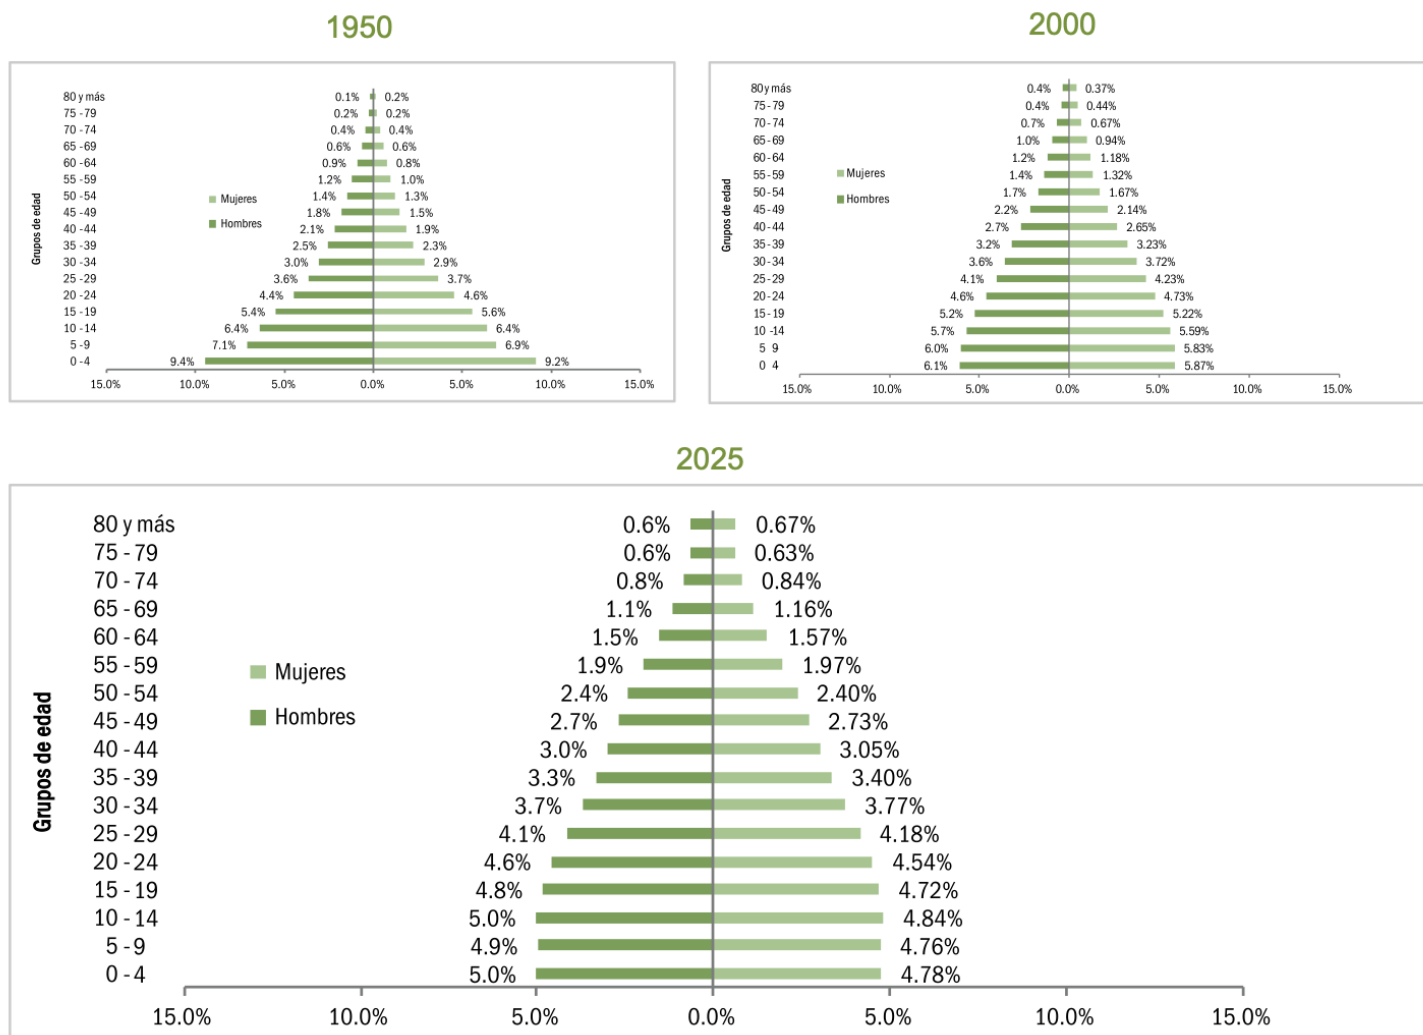 1950
80 y más 0.1% 0.2%
75 - 79 0.2% 0.2%
70 - 74 0.4% 0.4%
65 - 69 0.6% 0.6%
60 - 64 0.9% 0.8%
55 - 59 1.2% 1.0%
50 - 54 1.4% 1.3%
45 - 49 1.8% 1.5%
40 - 44 2.1% 1.9%
35 - 39 2.5% 2.3%
30 - 34 3.0% 2.9%
25 - 29 3.6% 3.7%
20 - 24 4.4% 4.6%
15 - 19 5.4% 5.6%
10 - 14 6.4% 6.4%
5 - 9 7.1% 6.9%
0 - 4 9.4% 9.2%
15.0% 10.0% 5.0% 0.0% 5.0% 10.0% 15.0%
Grupos de edad
Mujeres
Hombres
2000
80 y más 0.4% 0.37%
75 - 79 0.4% 0.44%
70 - 74 0.7% 0.67%
65 - 69 1.0% 0.94%
60 - 64 1.2% 1.18%
55 - 59 1.4% 1.32%
50 - 54 1.7% 1.67%
45 - 49 2.2% 2.14%
40 - 44 2.7% 2.65%
35 - 39 3.2% 3.23%
30 - 34 3.6% 3.72%
25 - 29 4.1% 4.23%
20 - 24 4.6% 4.73%
15 - 19 5.2% 5.22%
10 - 14 5.7% 5.59%
5 9 6.0% 5.83%
0 4 6.1% 5.87%
15.0% 10.0% 5.0% 0.0% 5.0% 10.0% 15.0%
Grupos de edad
Mujeres
Hombres
2025
80 y más 0.6% 0.67%
75 - 79 0.6% 0.63%
70 - 74 0.8% 0.84%
65 - 69 1.1% 1.16%
60 - 64 1.5% 1.57%
55 - 59 1.9% 1.97%
50 - 54 2.4% 2.40%
45 - 49 2.7% 2.73%
40 - 44 3.0% 3.05%
35 - 39 3.3% 3.40%
30 - 34 3.7% 3.77%
25 - 29 4.1% 4.18%
20 - 24 4.6% 4.54%
15 - 19 4.8% 4.72%
10 - 14 5.0% 4.84%
5 - 9 4.9% 4.76%
0 - 4 5.0% 4.78%
15.0% 10.0% 5.0% 0.0% 5.0% 10.0% 15.0%
Grupos de edad
Mujeres
Hombres